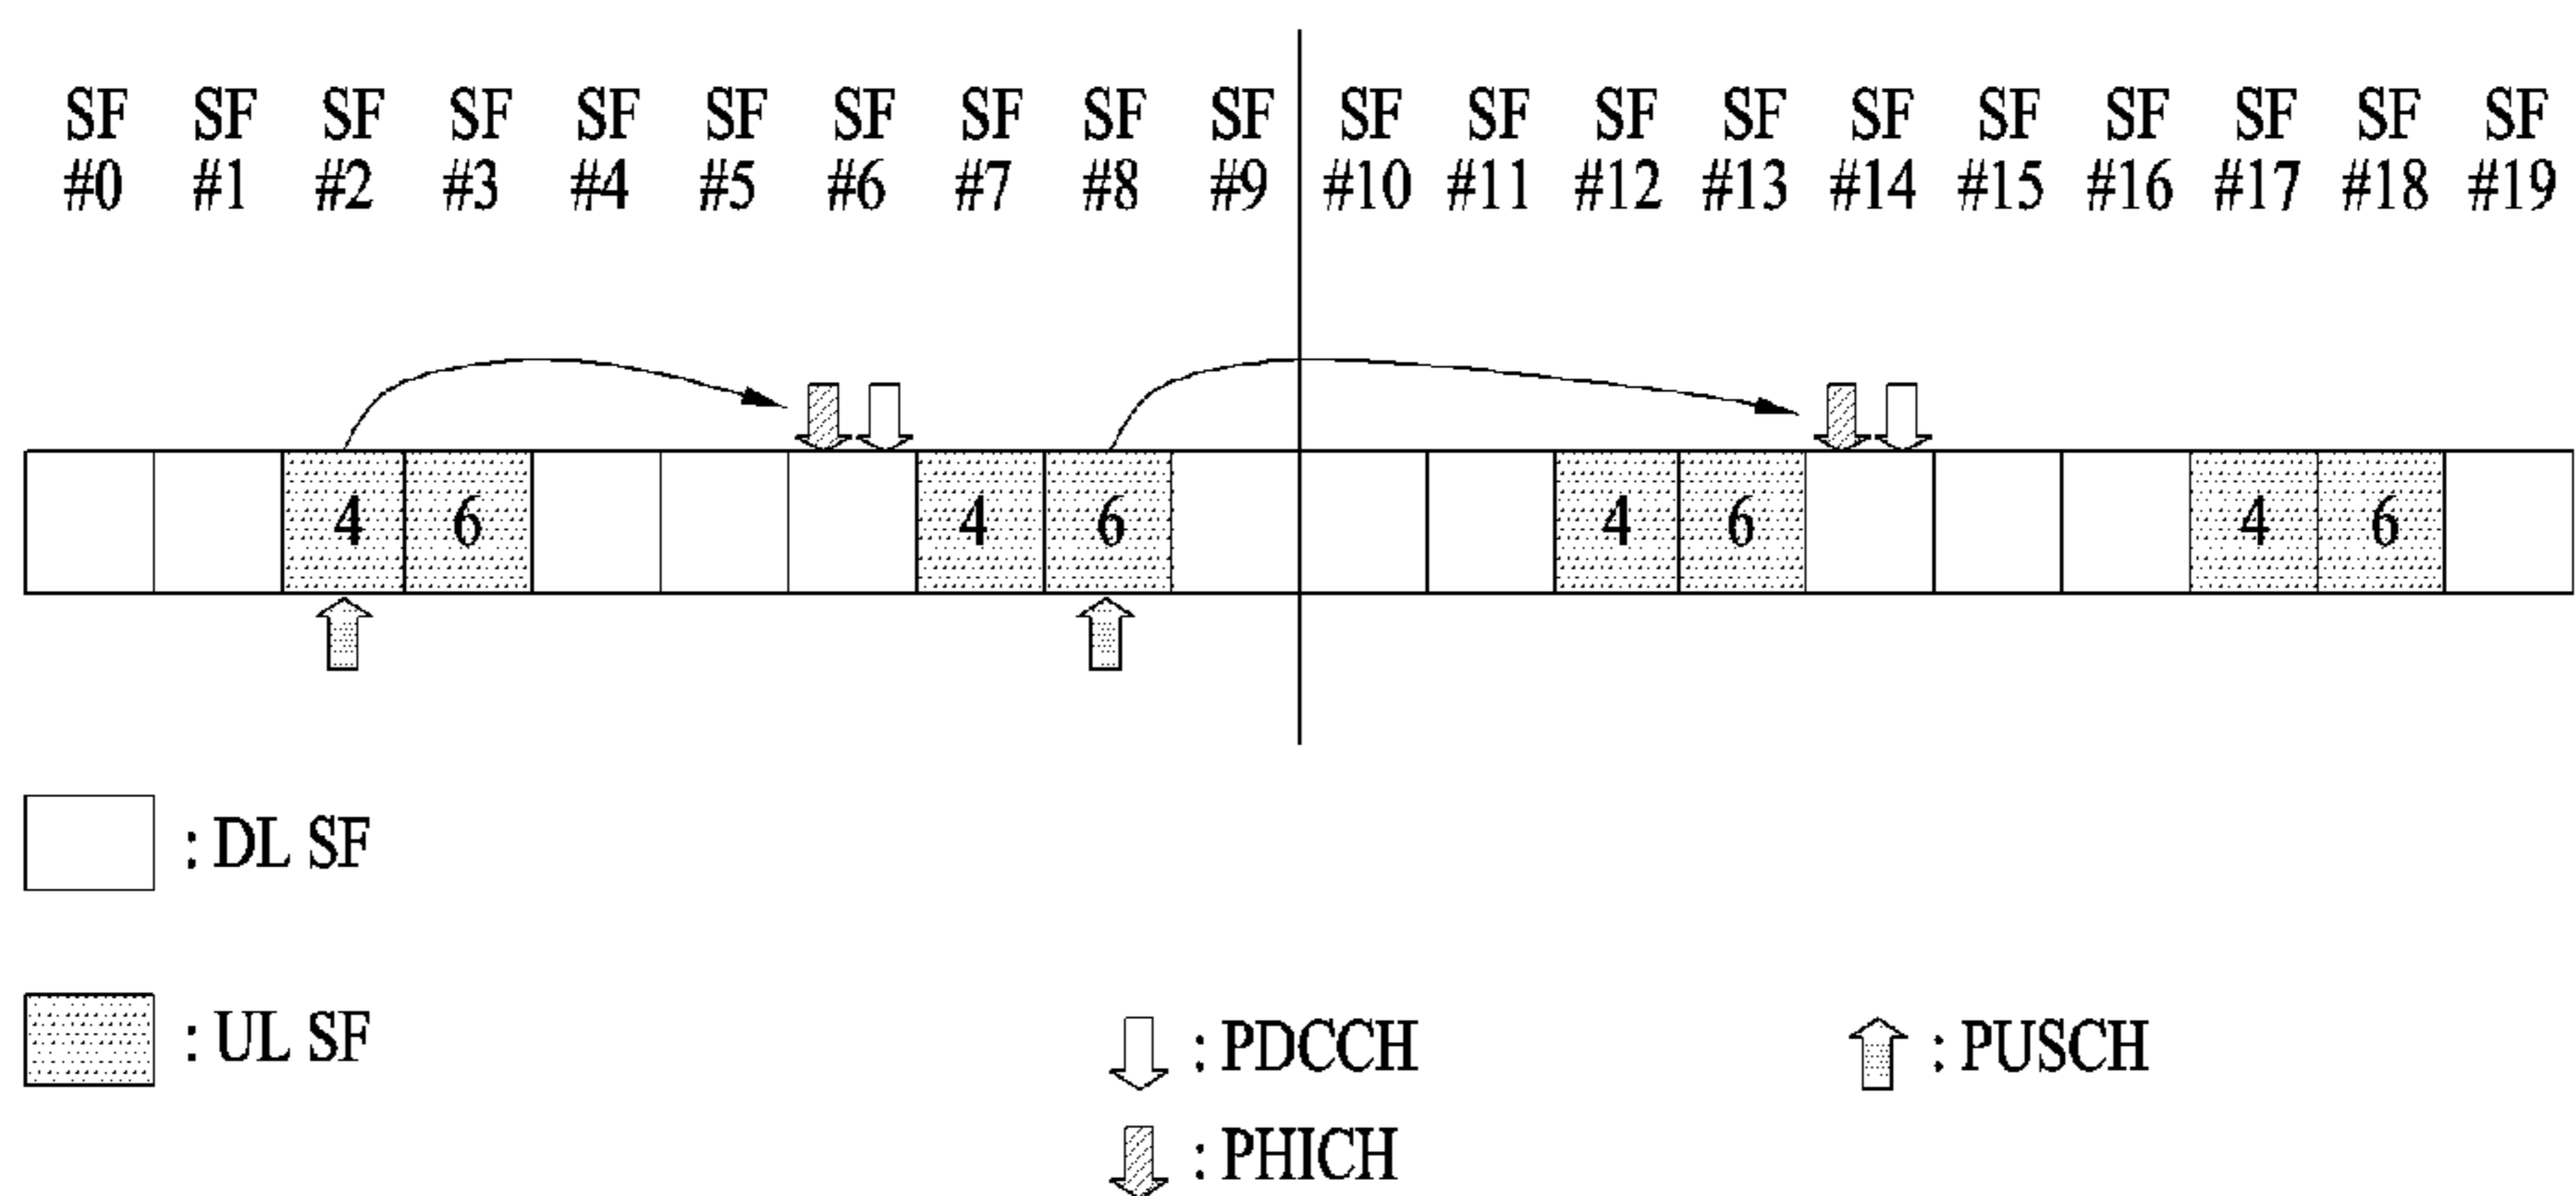 SF SF SF SF SF SF SF SF SF SF SF SF SF SF SF SF SF SF SF SF
#0 #1 #2 #3 #4 #5 #6 #7 #8 #9 #10 #11 #12 #13 #14 #15 #16 #17 #18 #19
4 6 4 6 4 6 4 6
: DL SF
: UL SF
: PDCCH
: PUSCH
: PHICH